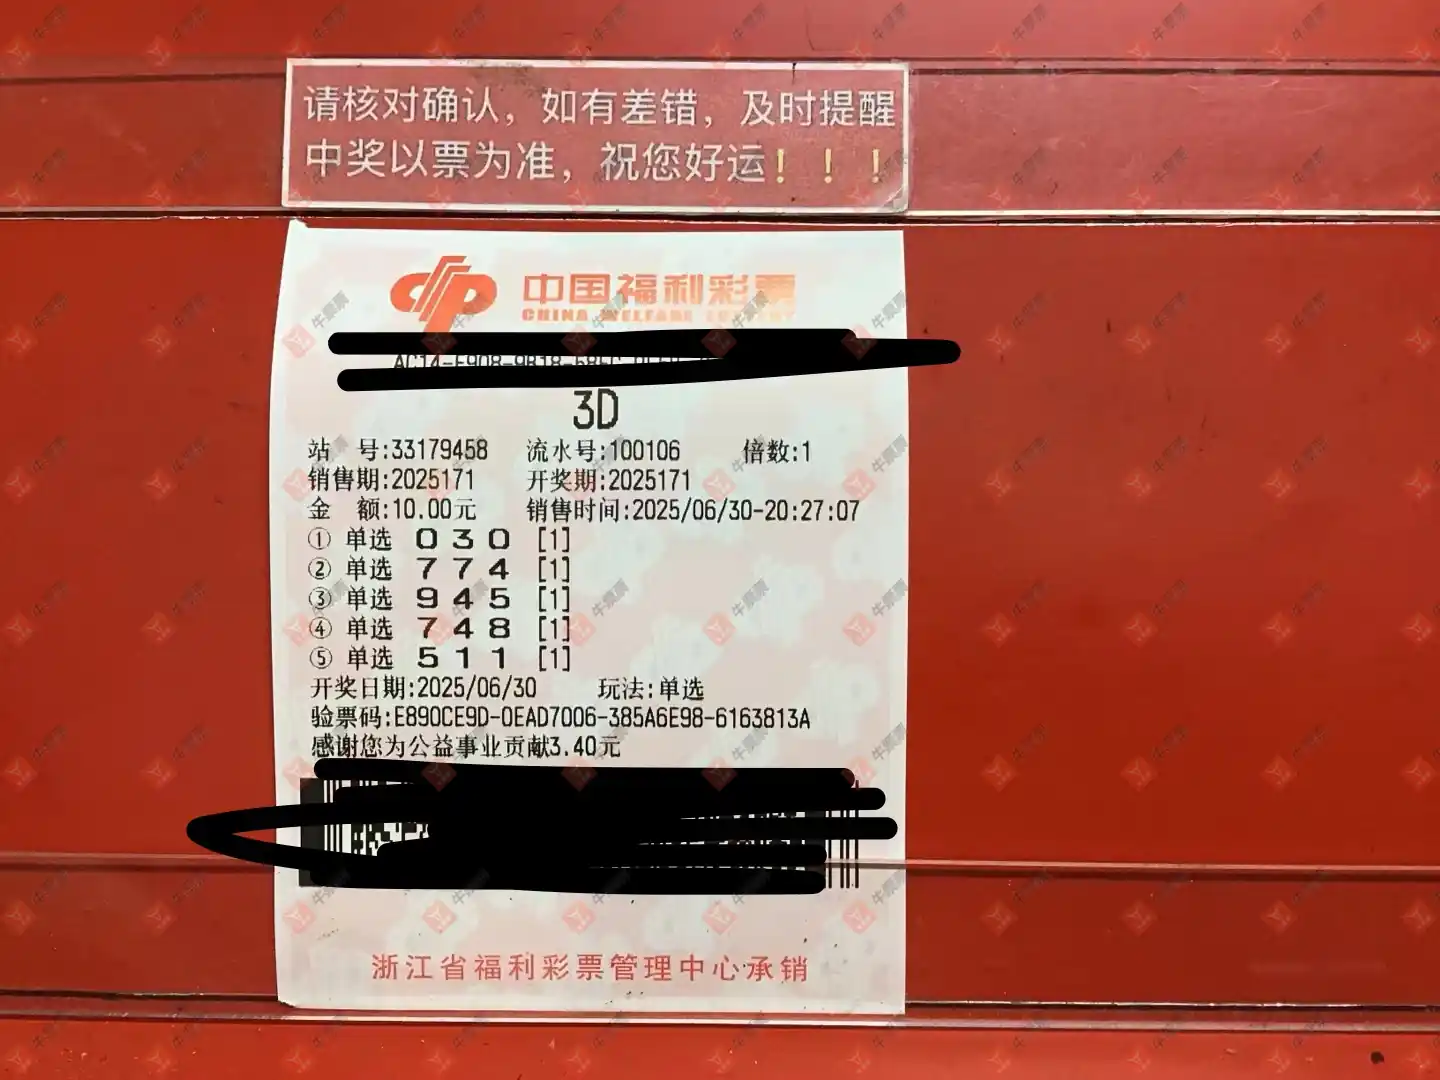 请核对确认，如有差错，及时提醒
中奖以票为准，祝您好运！！！
中国福利彩票
CHINA WELFARE LOTTERY
3D
站 号:33179458 流水号:100106 倍数:1
销售期:2025171 开奖期:2025171
金 额:10.00元 销售时间:2025/06/30-20:27:07
① 单选 0 3 0 [1]
② 单选 7 7 4 [1]
③ 单选 9 4 5 [1]
④ 单选 7 4 8 [1]
⑤ 单选 5 1 1 [1]
开奖日期:2025/06/30 玩法:单选
验票码:E890CE9D-0EAD7006-385A6E98-6163813A
感谢您为公益事业贡献3.40元
浙江省福利彩票管理中心承销
牛票票